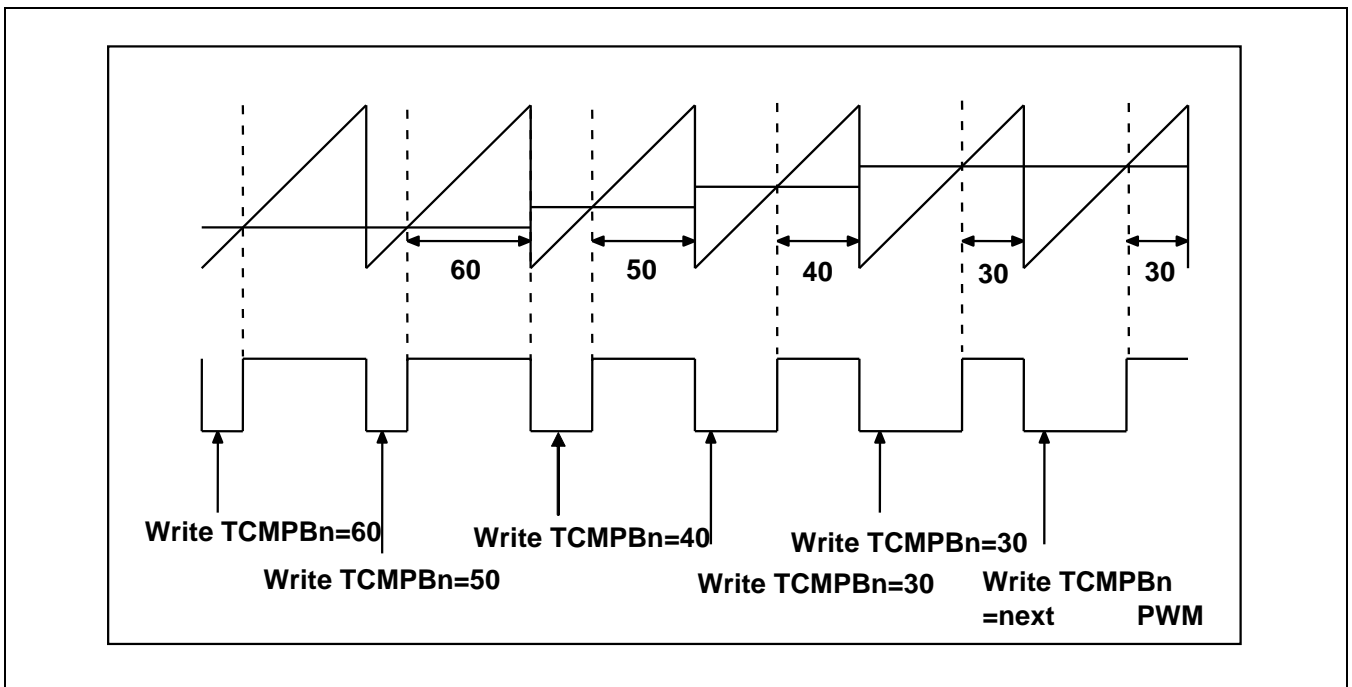 60
50
40
30
30
Write TCMPBn=60
Write TCMPBn=50
Write TCMPBn=40
Write TCMPBn=30
Write TCMPBn=30
Write TCMPBn
=next PWM